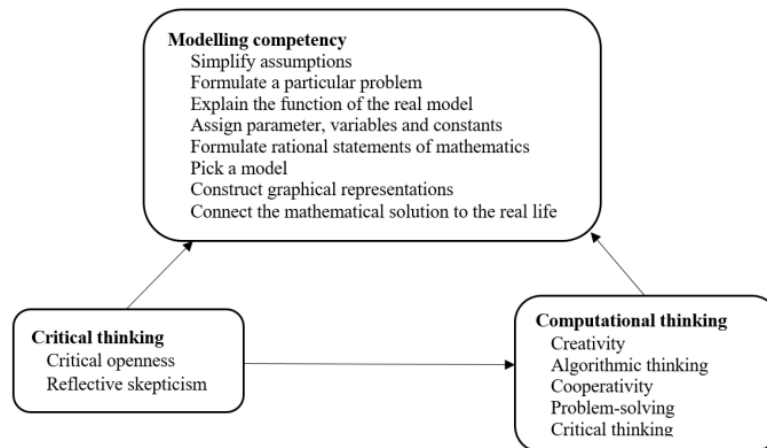 Modelling competency
Simplify assumptions
Formulate a particular problem
Explain the function of the real model
Assign parameter, variables and constants
Formulate rational statements of mathematics
Pick a model
Construct graphical representations
Connect the mathematical solution to the real life
Critical thinking
Critical openness
Reflective skepticism
Computational thinking
Creativity
Algorithmic thinking
Cooperativity
Problem-solving
Critical thinking